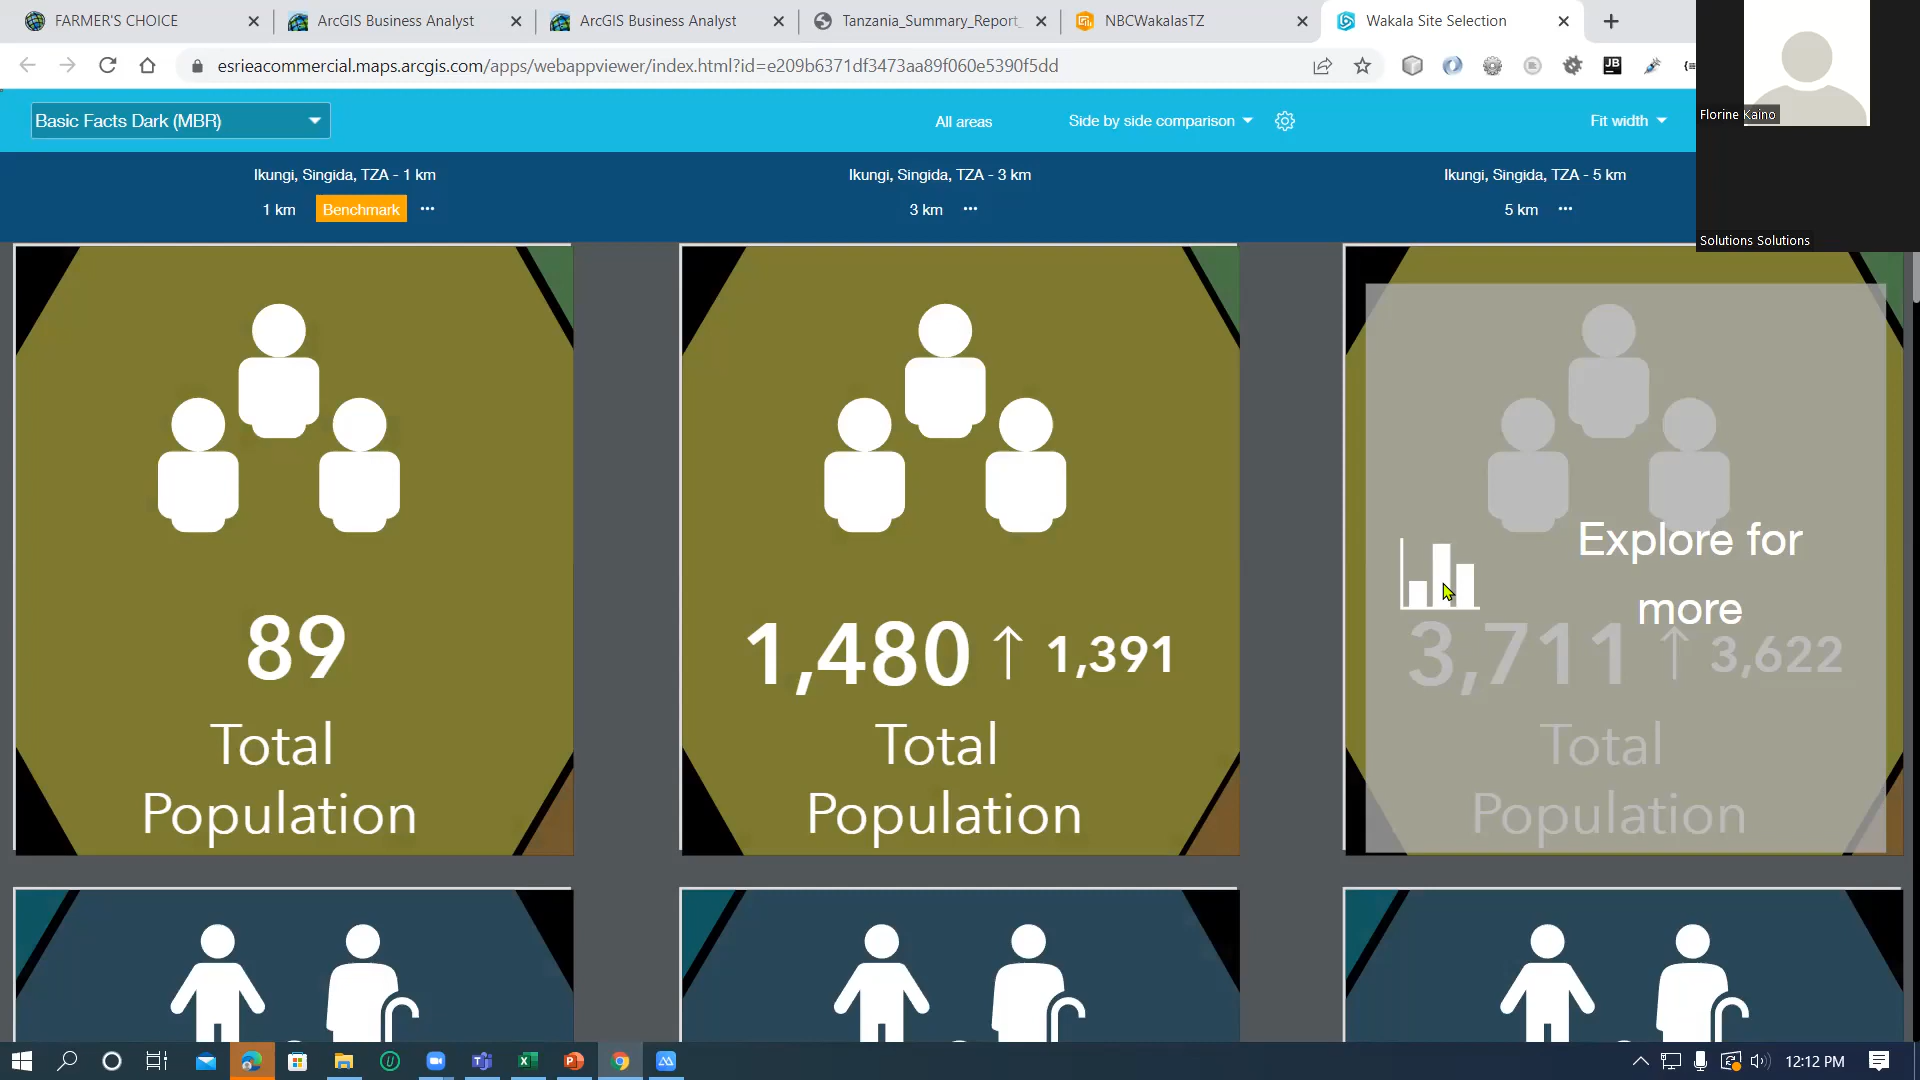 FARMER'S CHOICE
ArcGIS Business Analyst
ArcGIS Business Analyst
Tanzania_Summary_Report_
NBCWakalasTZ
Wakala Site Selection
esrieacommercial.maps.arcgis.com/apps/webappviewer/index.html?id=e209b6371df3473aa89f060e5390f5dd
JB
Florine Kaino
Solutions Solutions
Basic Facts Dark (MBR)
All areas
Side by side comparison
Fit width
Ikungi, Singida, TZA - 1 km
Ikungi, Singida, TZA - 3 km
Ikungi, Singida, TZA - 5 km
1 km
Benchmark
3 km
5 km
Explore for
more
89
1,480 ↑ 1,391
3,711 ↑ 3,622
Total
Population
Total
Population
Total
Population
12:12 PM